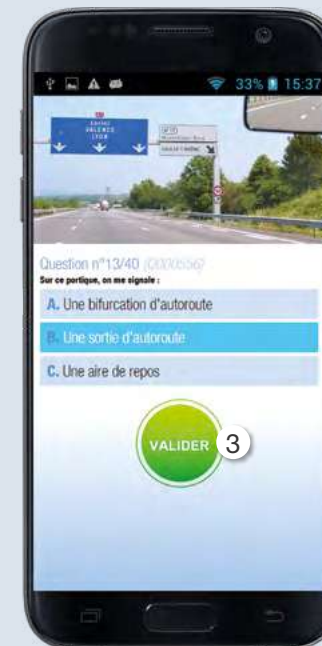 33% 15:37
VALENCE
LYON
Question n°13/40 (0000556)
Sur ce portique, on me signale :
A. Une bifurcation d'autoroute
B. Une sortie d'autoroute
C. Une aire de repos
VALIDER 3